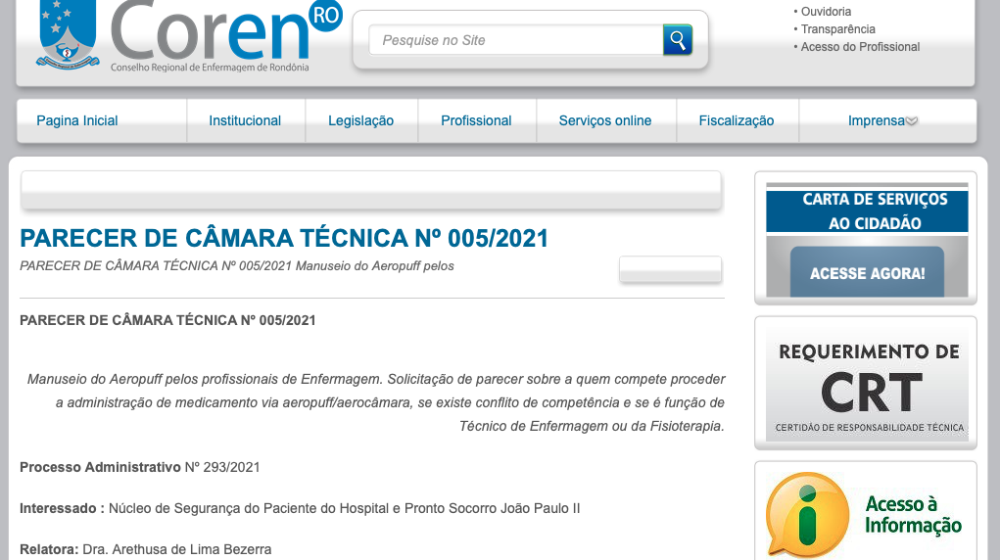 Coren RO
Conselho Regional de Enfermagem de Rondônia
Pesquise no Site
• Ouvidoria
• Transparência
• Acesso do Profissional
Pagina Inicial
Institucional
Legislação
Profissional
Serviços online
Fiscalização
Imprensa
PARECER DE CÂMARA TÉCNICA Nº 005/2021
PARECER DE CÂMARA TÉCNICA Nº 005/2021 Manuseio do Aeropuff pelos
PARECER DE CÂMARA TÉCNICA Nº 005/2021
Manuseio do Aeropuff pelos profissionais de Enfermagem. Solicitação de parecer sobre a quem compete proceder
a administração de medicamento via aeropuff/aerocâmara, se existe conflito de competência e se é função de
Técnico de Enfermagem ou da Fisioterapia.
Processo Administrativo Nº 293/2021
Interessado : Núcleo de Segurança do Paciente do Hospital e Pronto Socorro João Paulo II
Relatora: Dra. Arethusa de Lima Bezerra
CARTA DE SERVIÇOS
AO CIDADÃO
ACESSE AGORA!
REQUERIMENTO DE
CRT
CERTIDÃO DE RESPONSABILIDADE TÉCNICA
Acesso à
Informação